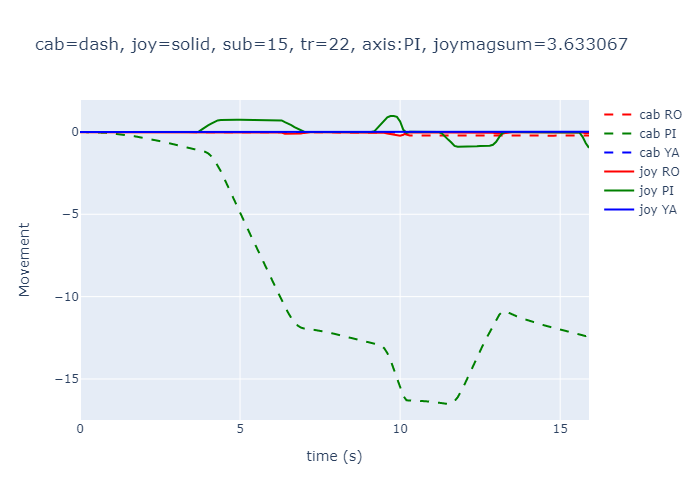 cab=dash, joy=solid, sub=15, tr=22, axis:PI, joymagsum=3.633067
cab RO
cab PI
cab YA
joy RO
joy PI
joy YA
Movement
0
−5
−10
−15
0
5
10
15
time (s)